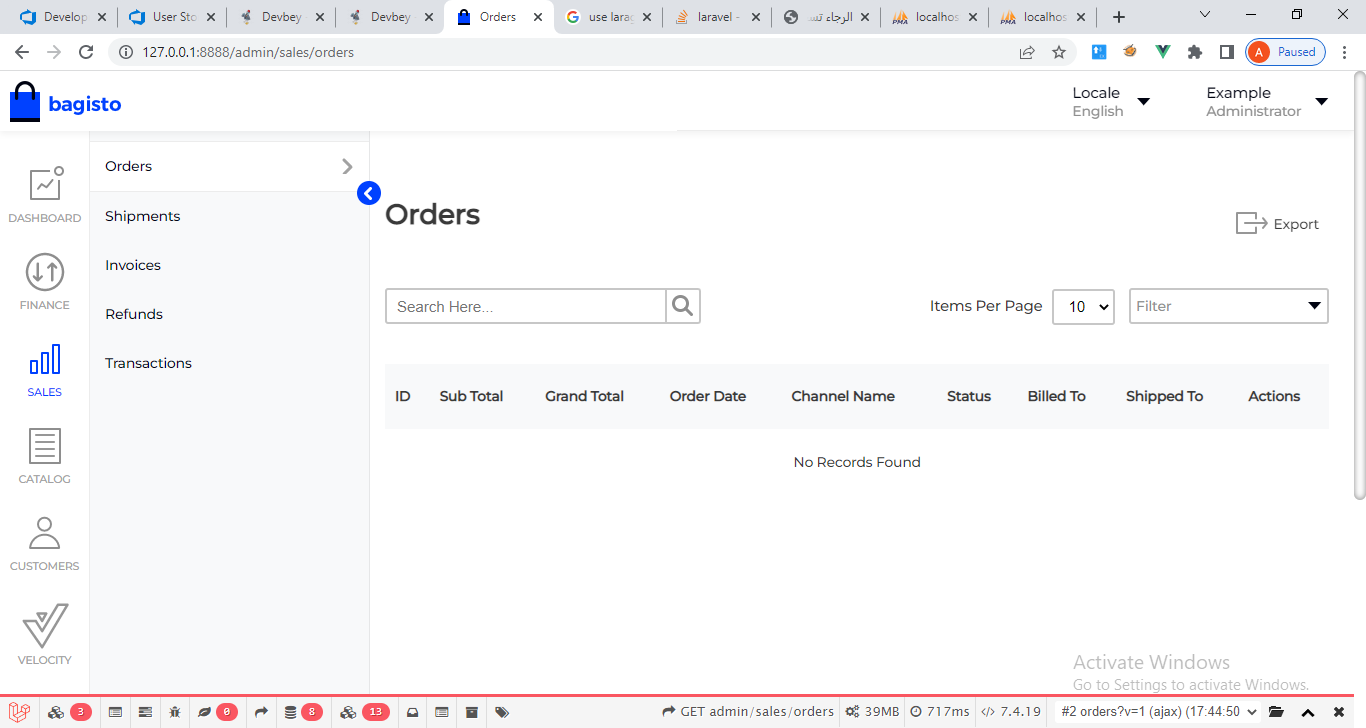 Develop
User Sto
Devbey
Devbey
Orders
use larag
laravel -
الرجاء تس
localhos
localhos
127.0.0.1:8888/admin/sales/orders
A Paused
bagisto
Locale
English
Example
Administrator
DASHBOARD
FINANCE
SALES
CATALOG
CUSTOMERS
VELOCITY
Orders
Shipments
Invoices
Refunds
Transactions
Orders
Export
Search Here...
Items Per Page 10 Filter
ID Sub Total Grand Total Order Date Channel Name Status Billed To Shipped To Actions
No Records Found
Activate Windows
Go to Settings to activate Windows.
3 0 8 13 GET admin/sales/orders 39MB 717ms 7.4.19 #2 orders?v=1 (ajax) (17:44:50